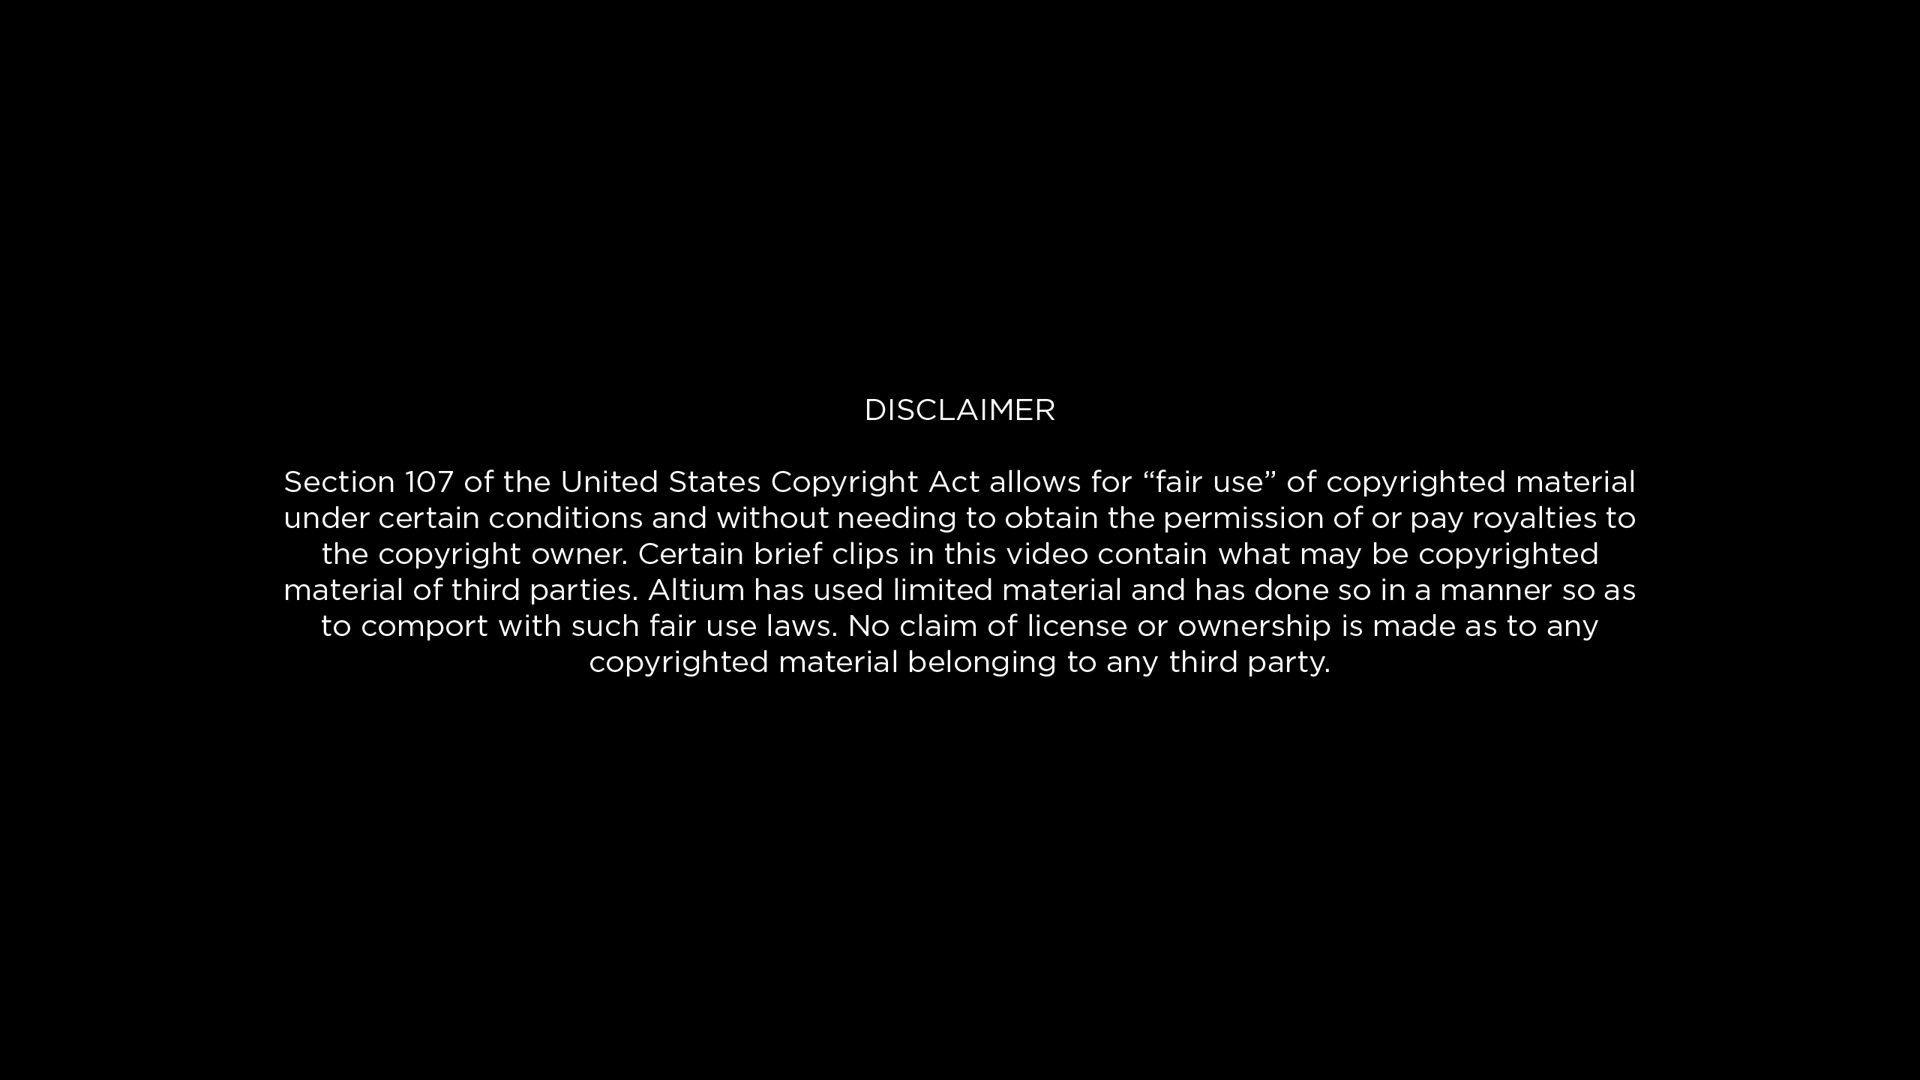 DISCLAIMER
Section 107 of the United States Copyright Act allows for “fair use” of copyrighted material
under certain conditions and without needing to obtain the permission of or pay royalties to
the copyright owner. Certain brief clips in this video contain what may be copyrighted
material of third parties. Altium has used limited material and has done so in a manner so as
to comport with such fair use laws. No claim of license or ownership is made as to any
copyrighted material belonging to any third party.